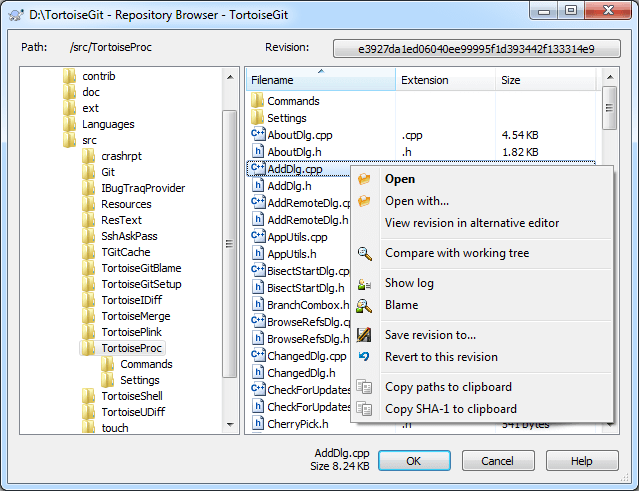 D:\TortoiseGit - Repository Browser - TortoiseGit
Path: /src/TortoiseProc Revision: e3927da1ed06040ee99995f1d393442f133314e9
contrib
doc
ext
Languages
src
crashrpt
Git
IBugTraqProvider
Resources
ResText
SshAskPass
TGitCache
TortoiseGitBlame
TortoiseGitSetup
TortoiseIDiff
TortoiseMerge
TortoisePlink
TortoiseProc
Commands
Settings
TortoiseShell
TortoiseUDiff
touch
Filename Extension Size
Commands
Settings
AboutDlg.cpp .cpp 4.54 KB
AboutDlg.h .h 1.82 KB
AddDlg.cpp
AddDlg.h
AddRemoteDlg.cp
AddRemoteDlg.h
AppUtils.cpp
AppUtils.h
BisectStartDlg.cp
BisectStartDlg.h
BranchCombox.h
BrowseRefsDlg.cp
BrowseRefsDlg.h
ChangedDlg.cpp
ChangedDlg.h
CheckForUpdates
CheckForUpdates
CherryPick.h .h 541 bytes
Open
Open with...
View revision in alternative editor
Compare with working tree
Show log
Blame
Save revision to...
Revert to this revision
Copy paths to clipboard
Copy SHA-1 to clipboard
AddDlg.cpp
Size 8.24 KB
OK Cancel Help